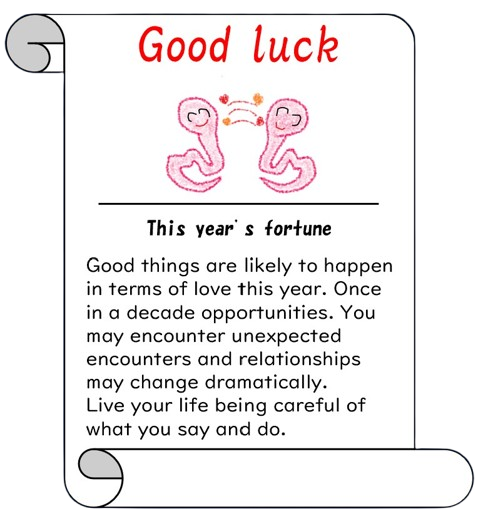 Good luck
This year's fortune
Good things are likely to happen
in terms of love this year. Once
in a decade opportunities. You
may encounter unexpected
encounters and relationships
may change dramatically.
Live your life being careful of
what you say and do.